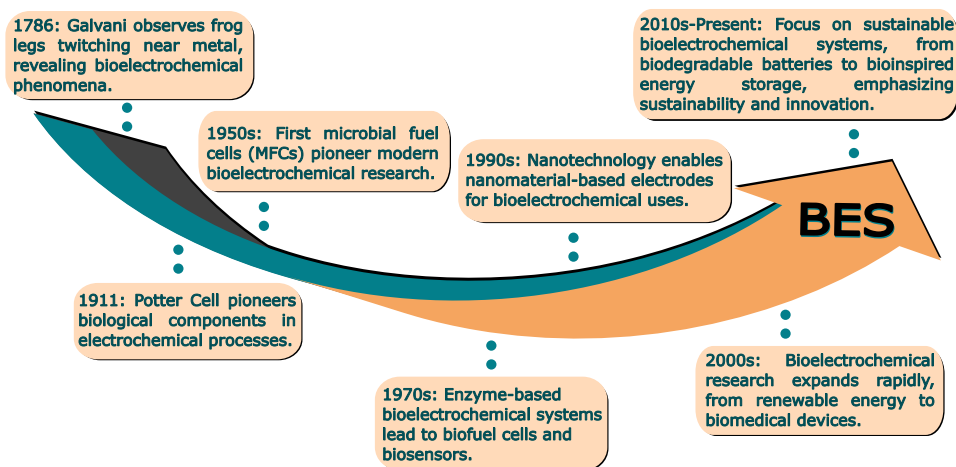 1786: Galvani observes frog
legs twitching near metal,
revealing bioelectrochemical
phenomena.
1911: Potter Cell pioneers
biological components in
electrochemical processes.
1950s: First microbial fuel
cells (MFCs) pioneer modern
bioelectrochemical research.
1970s: Enzyme-based
bioelectrochemical systems
lead to biofuel cells and
biosensors.
1990s: Nanotechnology enables
nanomaterial-based electrodes
for bioelectrochemical uses.
2000s: Bioelectrochemical
research expands rapidly,
from renewable energy to
biomedical devices.
2010s-Present: Focus on sustainable
bioelectrochemical systems, from
biodegradable batteries to bioinspired
energy storage, emphasizing
sustainability and innovation.
BES